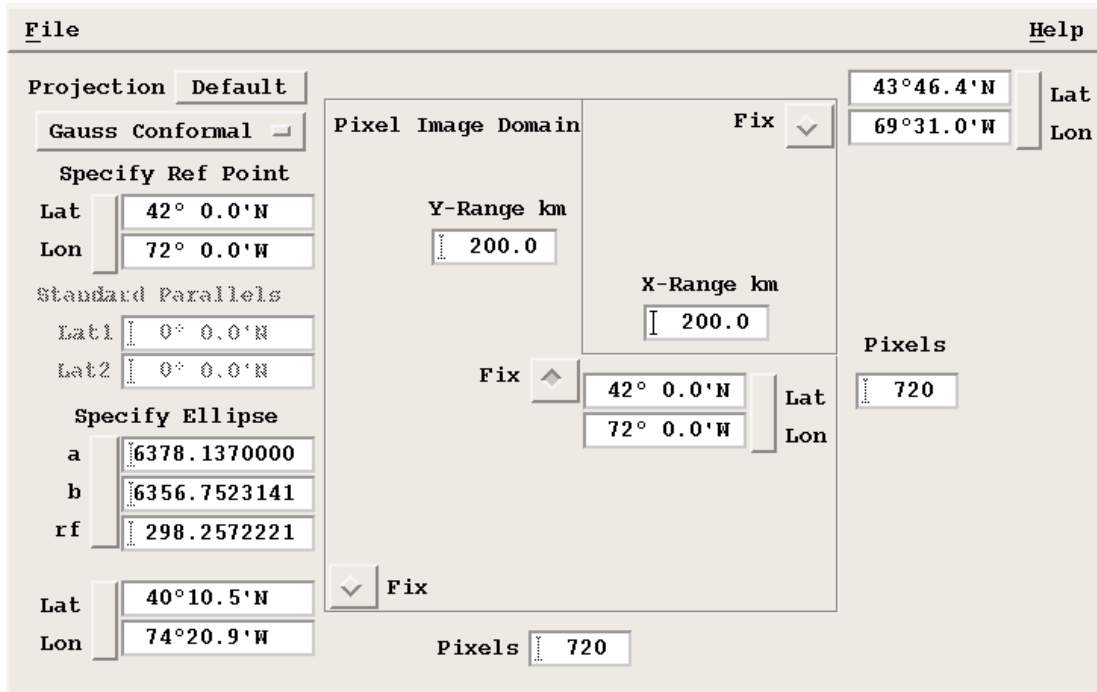 File Help
Projection Default
Gauss Conformal
Specify Ref Point
Lat 42° 0.0'N
Lon 72° 0.0'W
Standard Parallels
Lat1 0° 0.0'N
Lat2 0° 0.0'N
Specify Ellipse
a 6378.1370000
b 6356.7523141
rf 298.2572221
Lat 40°10.5'N
Lon 74°20.9'W
Pixel Image Domain
Fix
Y-Range km
200.0
X-Range km
200.0
Fix
42° 0.0'N Lat
72° 0.0'W Lon
Fix
Pixels 720
43°46.4'N Lat
69°31.0'W Lon
Pixels
720